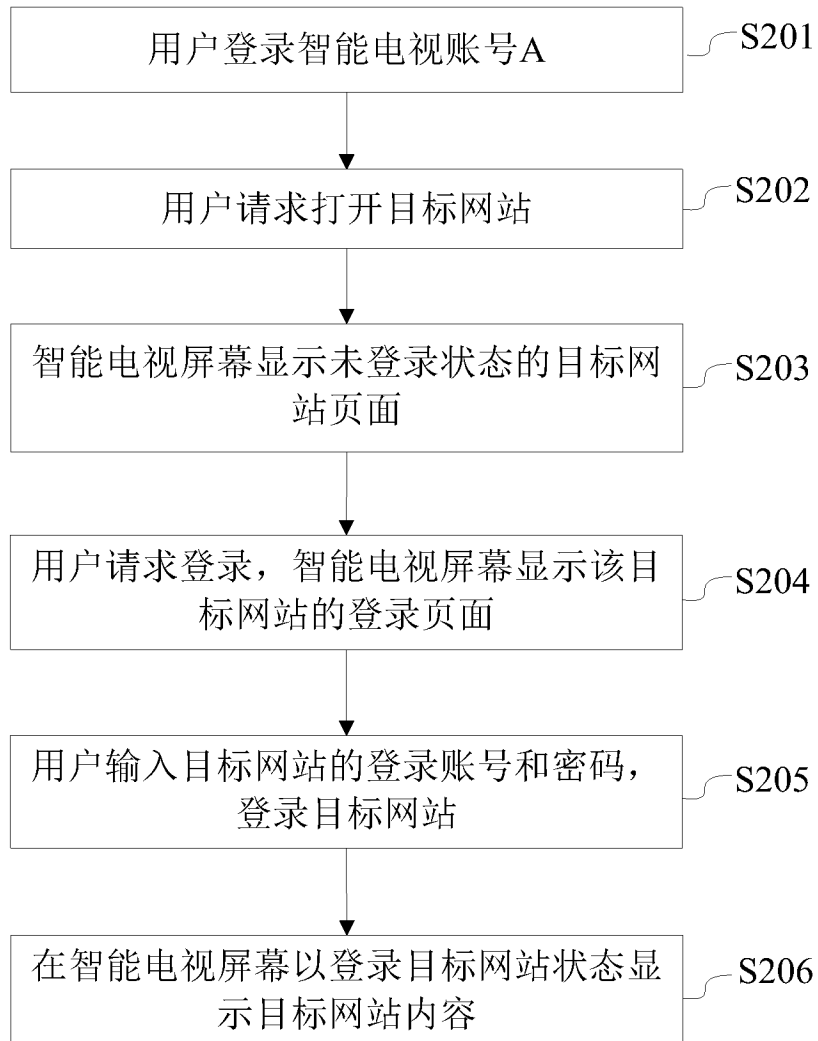 用户登录智能电视账号A
S201
用户请求打开目标网站
S202
智能电视屏幕显示未登录状态的目标网
站页面
S203
用户请求登录，智能电视屏幕显示该目
标网站的登录页面
S204
用户输入目标网站的登录账号和密码，
登录目标网站
S205
在智能电视屏幕以登录目标网站状态显
示目标网站内容
S206